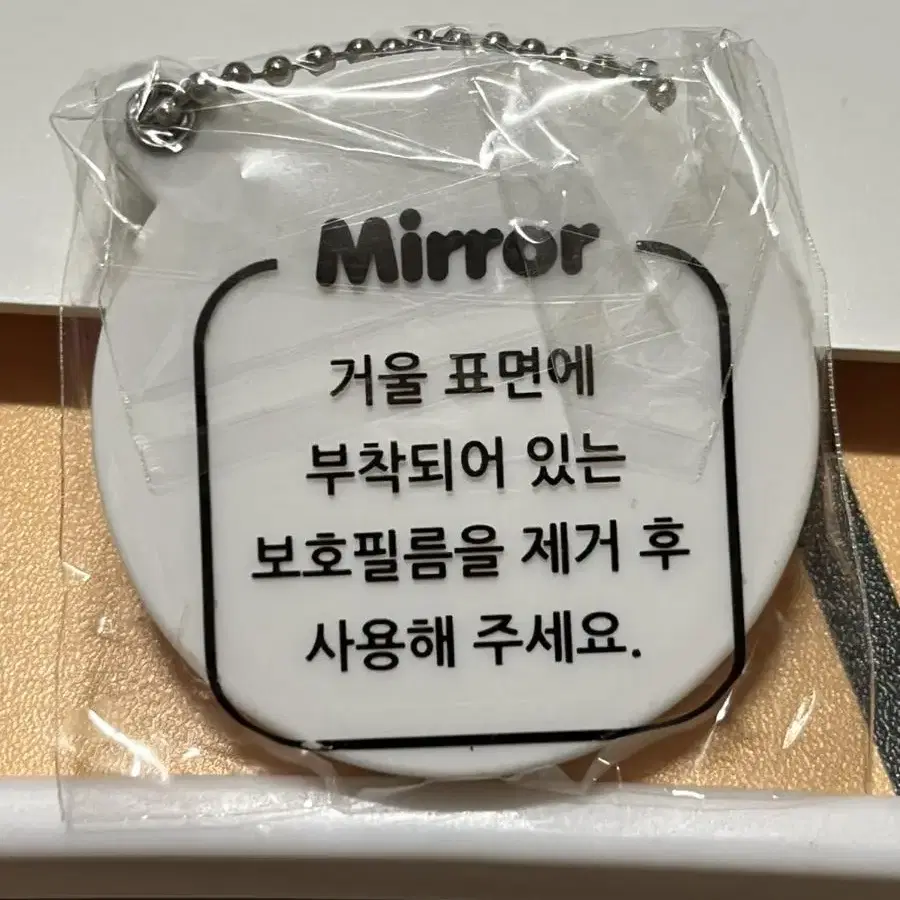 Mirror
거울 표면에
부착되어 있는
보호필름을 제거 후
사용해 주세요.